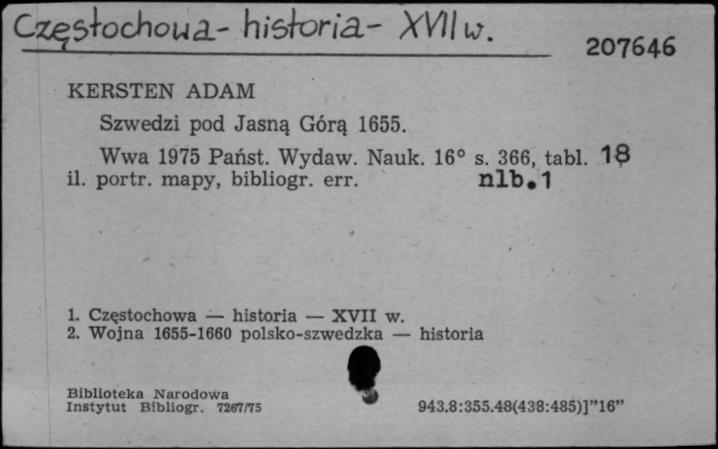 Częstochowa - historia - XVII w.
207646
KERSTEN ADAM
Szwedzi pod Jasną Górą 1655.
Wwa 1975 Państ. Wydaw. Nauk. 16° s. 366, tabl. 18
il. portr. mapy, bibliogr. err. nlb.1
1. Częstochowa — historia — XVII w.
2. Wojna 1655-1660 polsko-szwedzka — historia
Biblioteka Narodowa
Instytut Bibliogr. 7267/75
943.8:355.48(438:485)]”16”